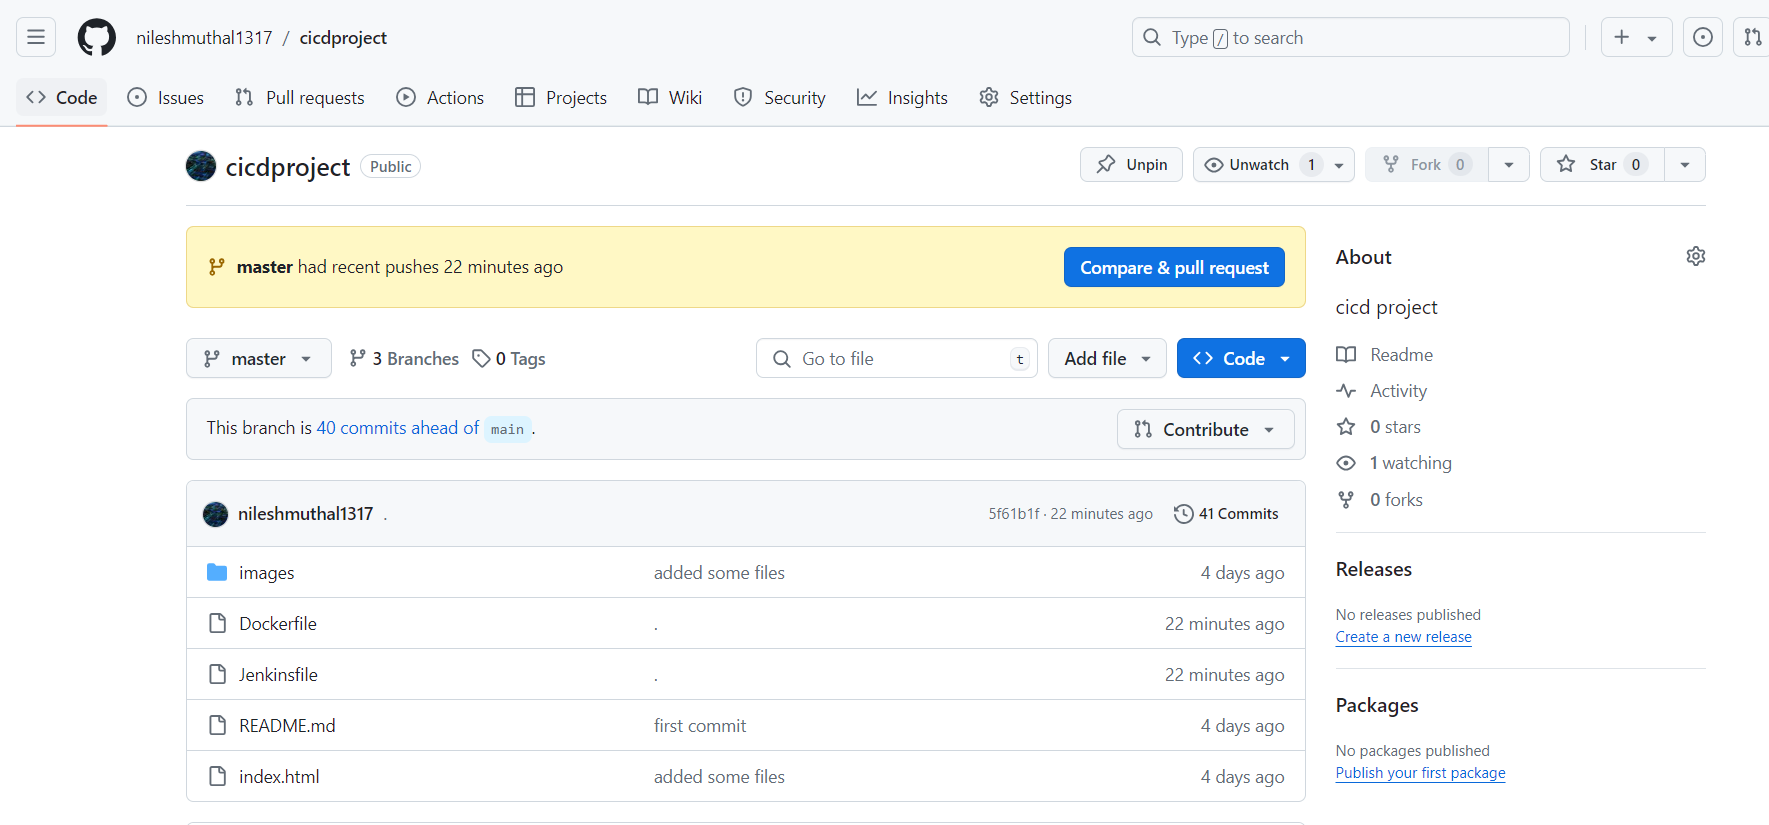 nileshmuthal1317 / cicdproject
Type / to search
Code Issues Pull requests Actions Projects Wiki Security Insights Settings
cicdproject Public
Unpin Unwatch 1 Fork 0 Star 0
master had recent pushes 22 minutes ago
Compare & pull request
master 3 Branches 0 Tags
Go to file t
Add file
Code
This branch is 40 commits ahead of main .
Contribute
nileshmuthal1317 .
5f61b1f · 22 minutes ago 41 Commits
images added some files 4 days ago
Dockerfile . 22 minutes ago
Jenkinsfile . 22 minutes ago
README.md first commit 4 days ago
index.html added some files 4 days ago
About
cicd project
Readme
Activity
0 stars
1 watching
0 forks
Releases
No releases published
Create a new release
Packages
No packages published
Publish your first package